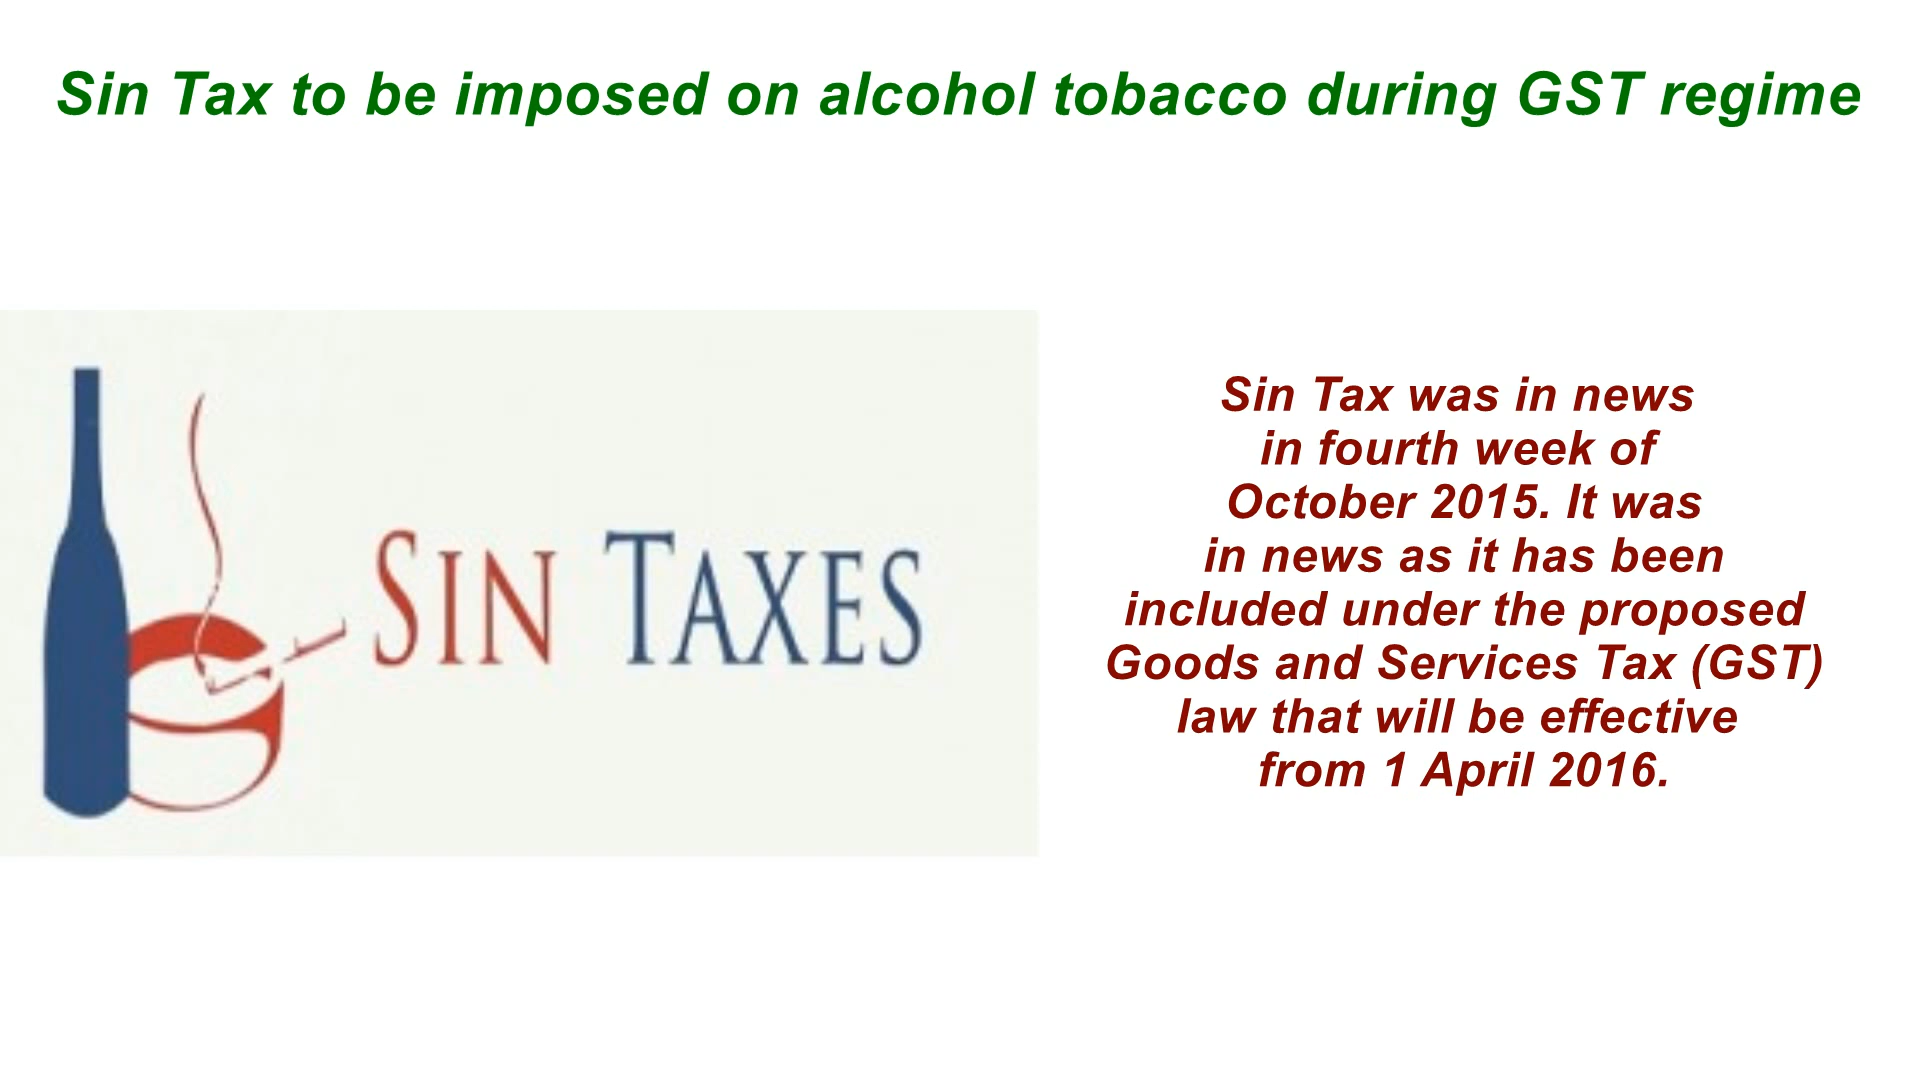 Sin Tax to be imposed on alcohol tobacco during GST regime
SIN TAXES
Sin Tax was in news
in fourth week of
October 2015. It was
in news as it has been
included under the proposed
Goods and Services Tax (GST)
law that will be effective
from 1 April 2016.